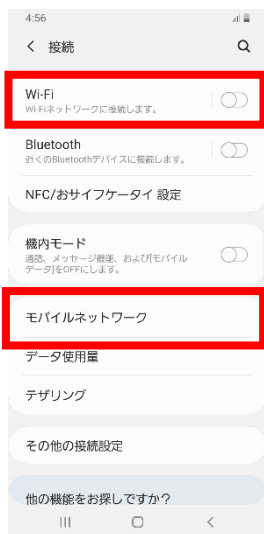 4:56
接続
Wi-Fi
Wi-Fiネットワークに接続します。
Bluetooth
近くのBluetoothデバイスに接続します。
NFC/おサイフケータイ 設定
機内モード
通話、メッセージ機能、および[モバイル
データ]をOFFにします。
モバイルネットワーク
データ使用量
テザリング
その他の接続設定
他の機能をお探しですか？